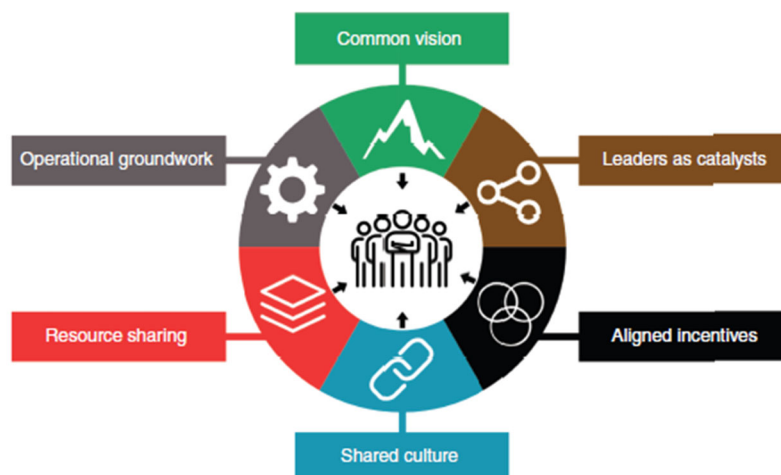 Common vision
Operational groundwork
Leaders as catalysts
Resource sharing
Aligned incentives
Shared culture